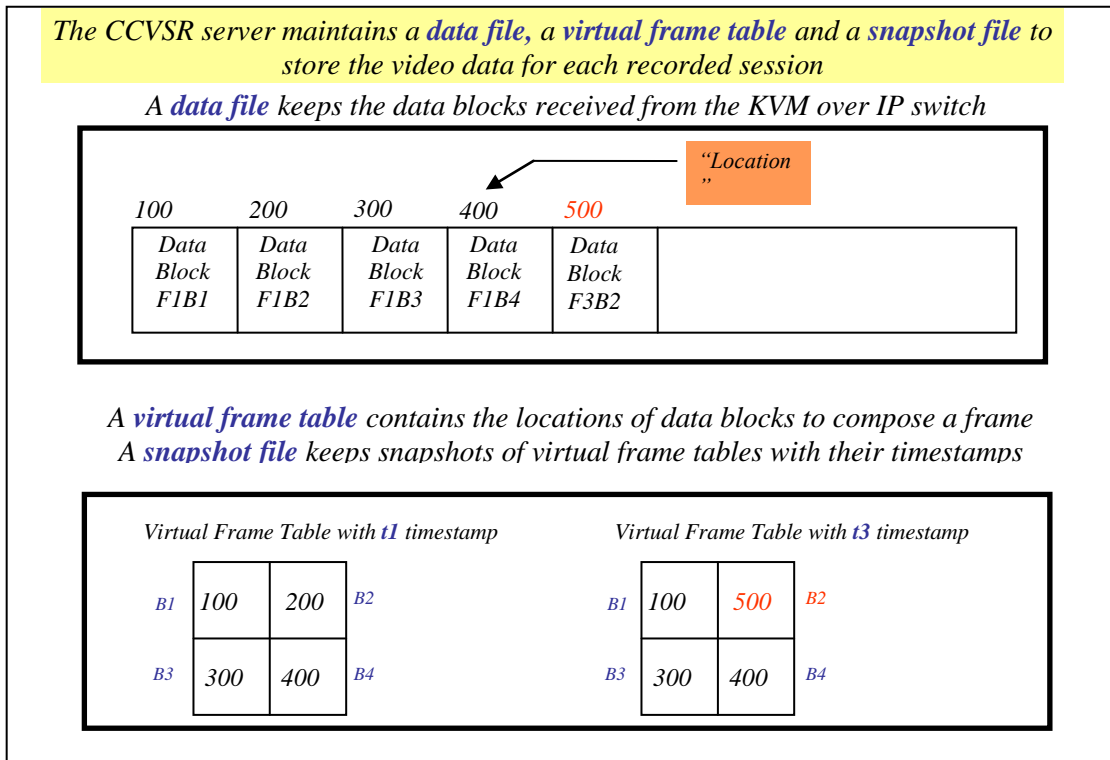 The CCVSR server maintains a data file, a virtual frame table and a snapshot file to
store the video data for each recorded session
A data file keeps the data blocks received from the KVM over IP switch
“Location
”
100 200 300 400 500
Data Data Data Data Data
Block Block Block Block Block
F1B1 F1B2 F1B3 F1B4 F3B2
A virtual frame table contains the locations of data blocks to compose a frame
A snapshot file keeps snapshots of virtual frame tables with their timestamps
Virtual Frame Table with t1 timestamp Virtual Frame Table with t3 timestamp
B1 100 200 B2 B1 100 500 B2
B3 300 400 B4 B3 300 400 B4